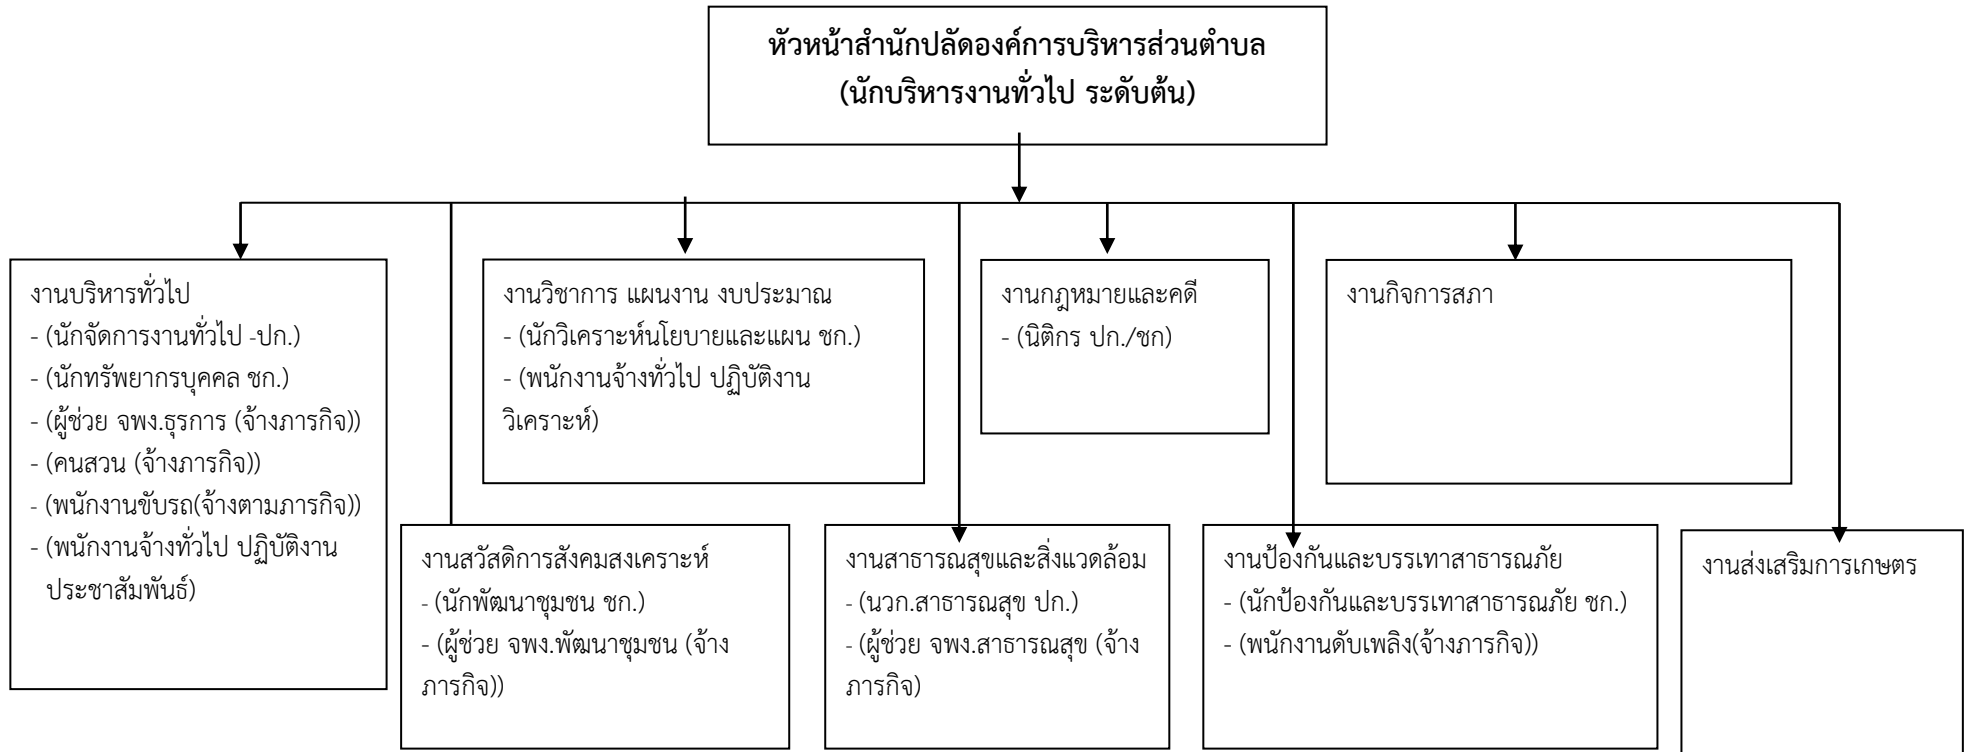 หัวหน้าสำนักปลัดองค์การบริหารส่วนตำบล
(นักบริหารงานทั่วไป ระดับต้น)
งานบริหารทั่วไป
- (นักจัดการงานทั่วไป -ปก.)
- (นักทรัพยากรบุคคล ชก.)
- (ผู้ช่วย จพง.ธุรการ (จ้างภารกิจ))
- (คนสวน (จ้างภารกิจ))
- (พนักงานขับรถ(จ้างตามภารกิจ))
- (พนักงานจ้างทั่วไป ปฏิบัติงาน
ประชาสัมพันธ์)
งานวิชาการ แผนงาน งบประมาณ
- (นักวิเคราะห์นโยบายและแผน ชก.)
- (พนักงานจ้างทั่วไป ปฏิบัติงาน
วิเคราะห์)
งานกฎหมายและคดี
- (นิติกร ปก./ชก)
งานกิจการสภา
งานสวัสดิการสังคมสงเคราะห์
- (นักพัฒนาชุมชน ชก.)
- (ผู้ช่วย จพง.พัฒนาชุมชน (จ้าง
ภารกิจ))
งานสาธารณสุขและสิ่งแวดล้อม
- (นวก.สาธารณสุข ปก.)
- (ผู้ช่วย จพง.สาธารณสุข (จ้าง
ภารกิจ)
งานป้องกันและบรรเทาสาธารณภัย
- (นักป้องกันและบรรเทาสาธารณภัย ชก.)
- (พนักงานดับเพลิง(จ้างภารกิจ))
งานส่งเสริมการเกษตร